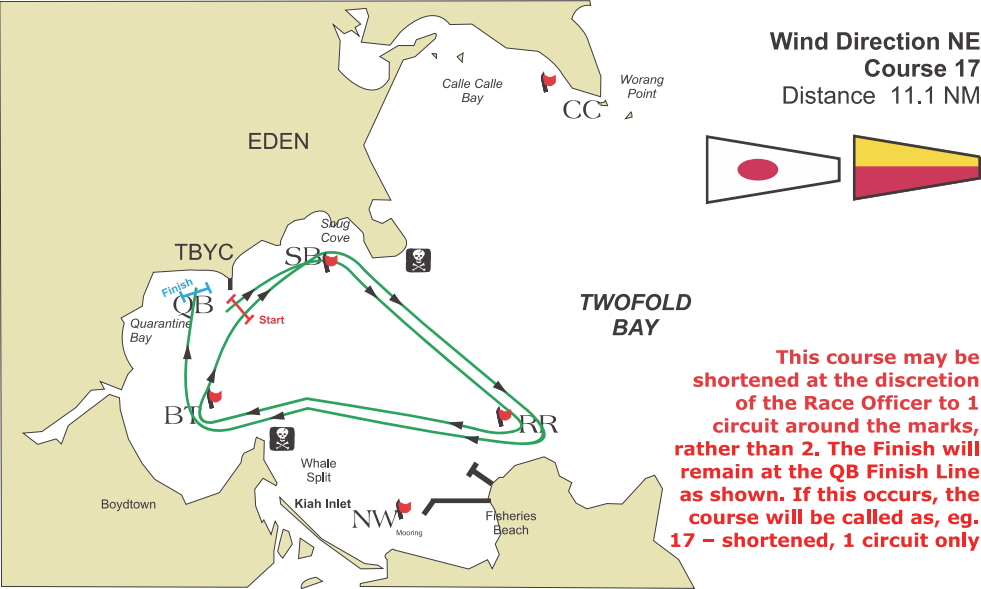 Wind Direction NE
Course 17
Distance 11.1 NM
Calle Calle
Bay
Worang
Point
CC
EDEN
Snug
Cove
TBYC
SB
Finish
QB
Start
Quarantine
Bay
TWOFOLD
BAY
This course may be
shortened at the discretion
of the Race Officer to 1
circuit around the marks,
rather than 2. The Finish will
remain at the QB Finish Line
as shown. If this occurs, the
course will be called as, eg.
17 – shortened, 1 circuit only
BT
RR
Whale
Split
Boydtown
Kiah Inlet
NW
Mooring
Fisheries
Beach